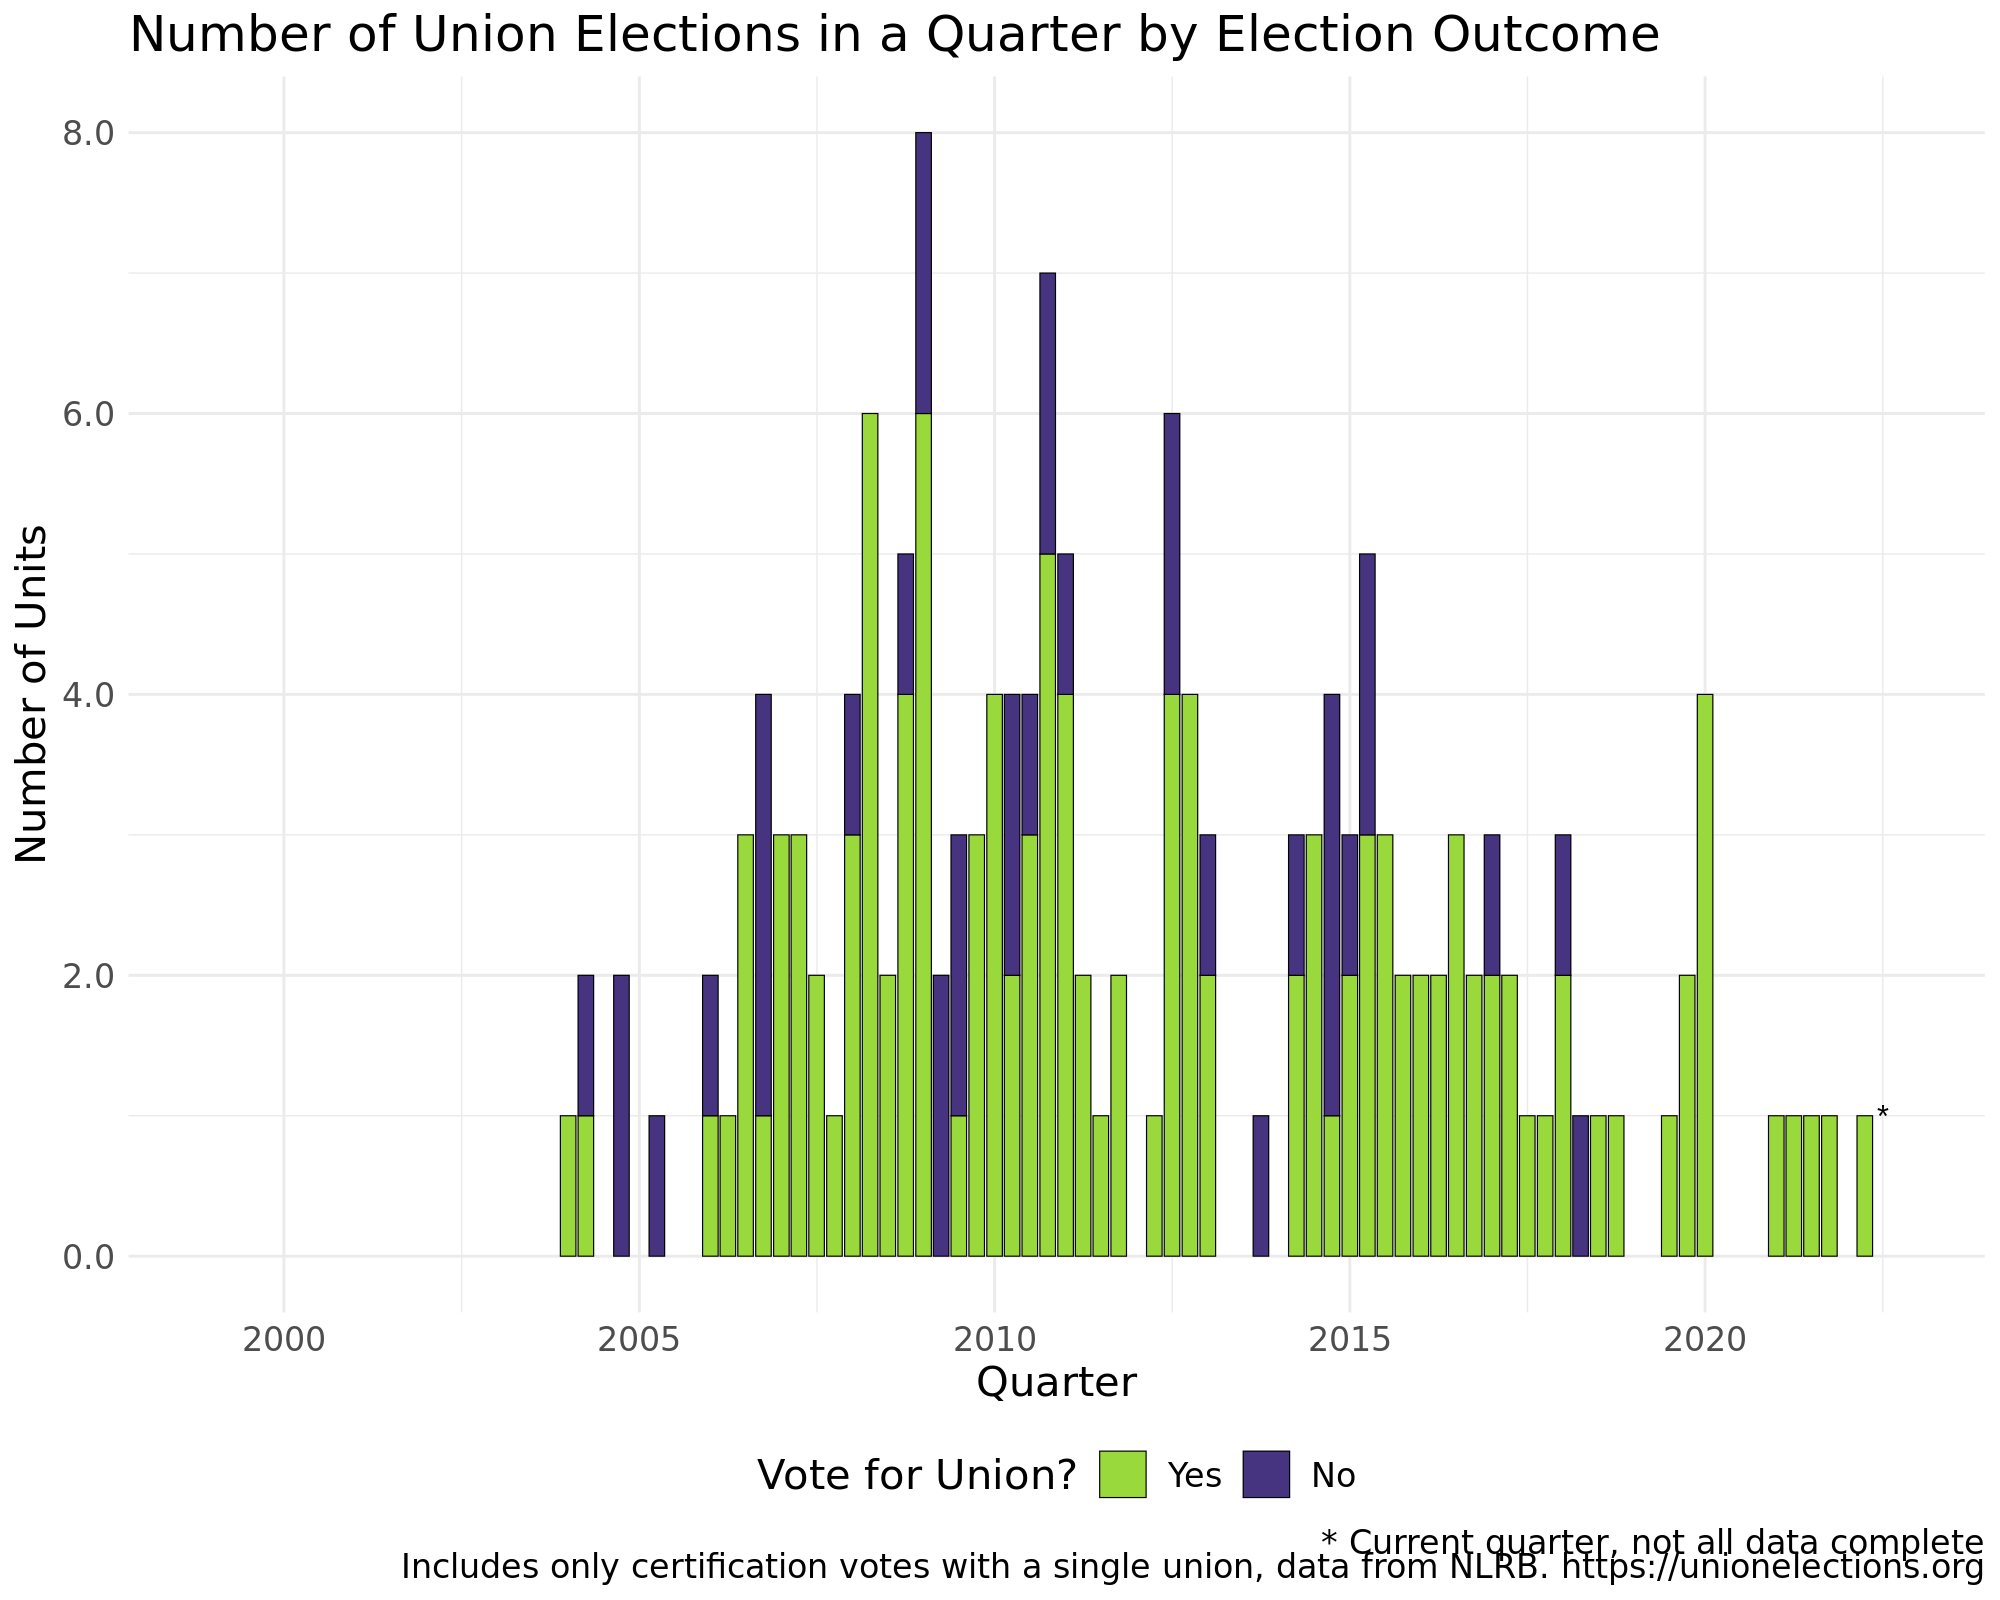 Number of Union Elections in a Quarter by Election Outcome
8.0
6.0
4.0
2.0
0.0
Number of Units
*
2000 2005 2010 2015 2020
Quarter
Vote for Union? Yes No
* Current quarter, not all data complete
Includes only certification votes with a single union, data from NLRB. https://unionelections.org